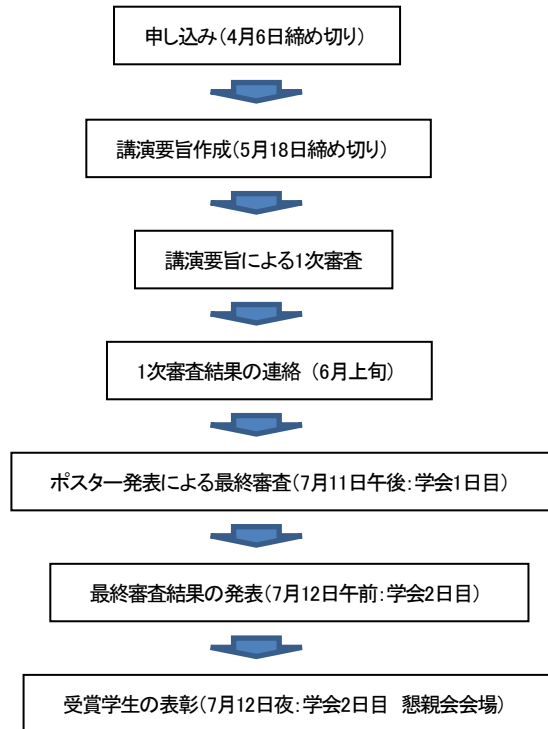 申し込み(4月6日締め切り)
講演要旨作成(5月18日締め切り)
講演要旨による1次審査
1次審査結果の連絡 (6月上旬)
ポスター発表による最終審査(7月11日午後:学会1日目)
最終審査結果の発表(7月12日午前:学会2日目)
受賞学生の表彰(7月12日夜:学会2日目 懇親会会場)